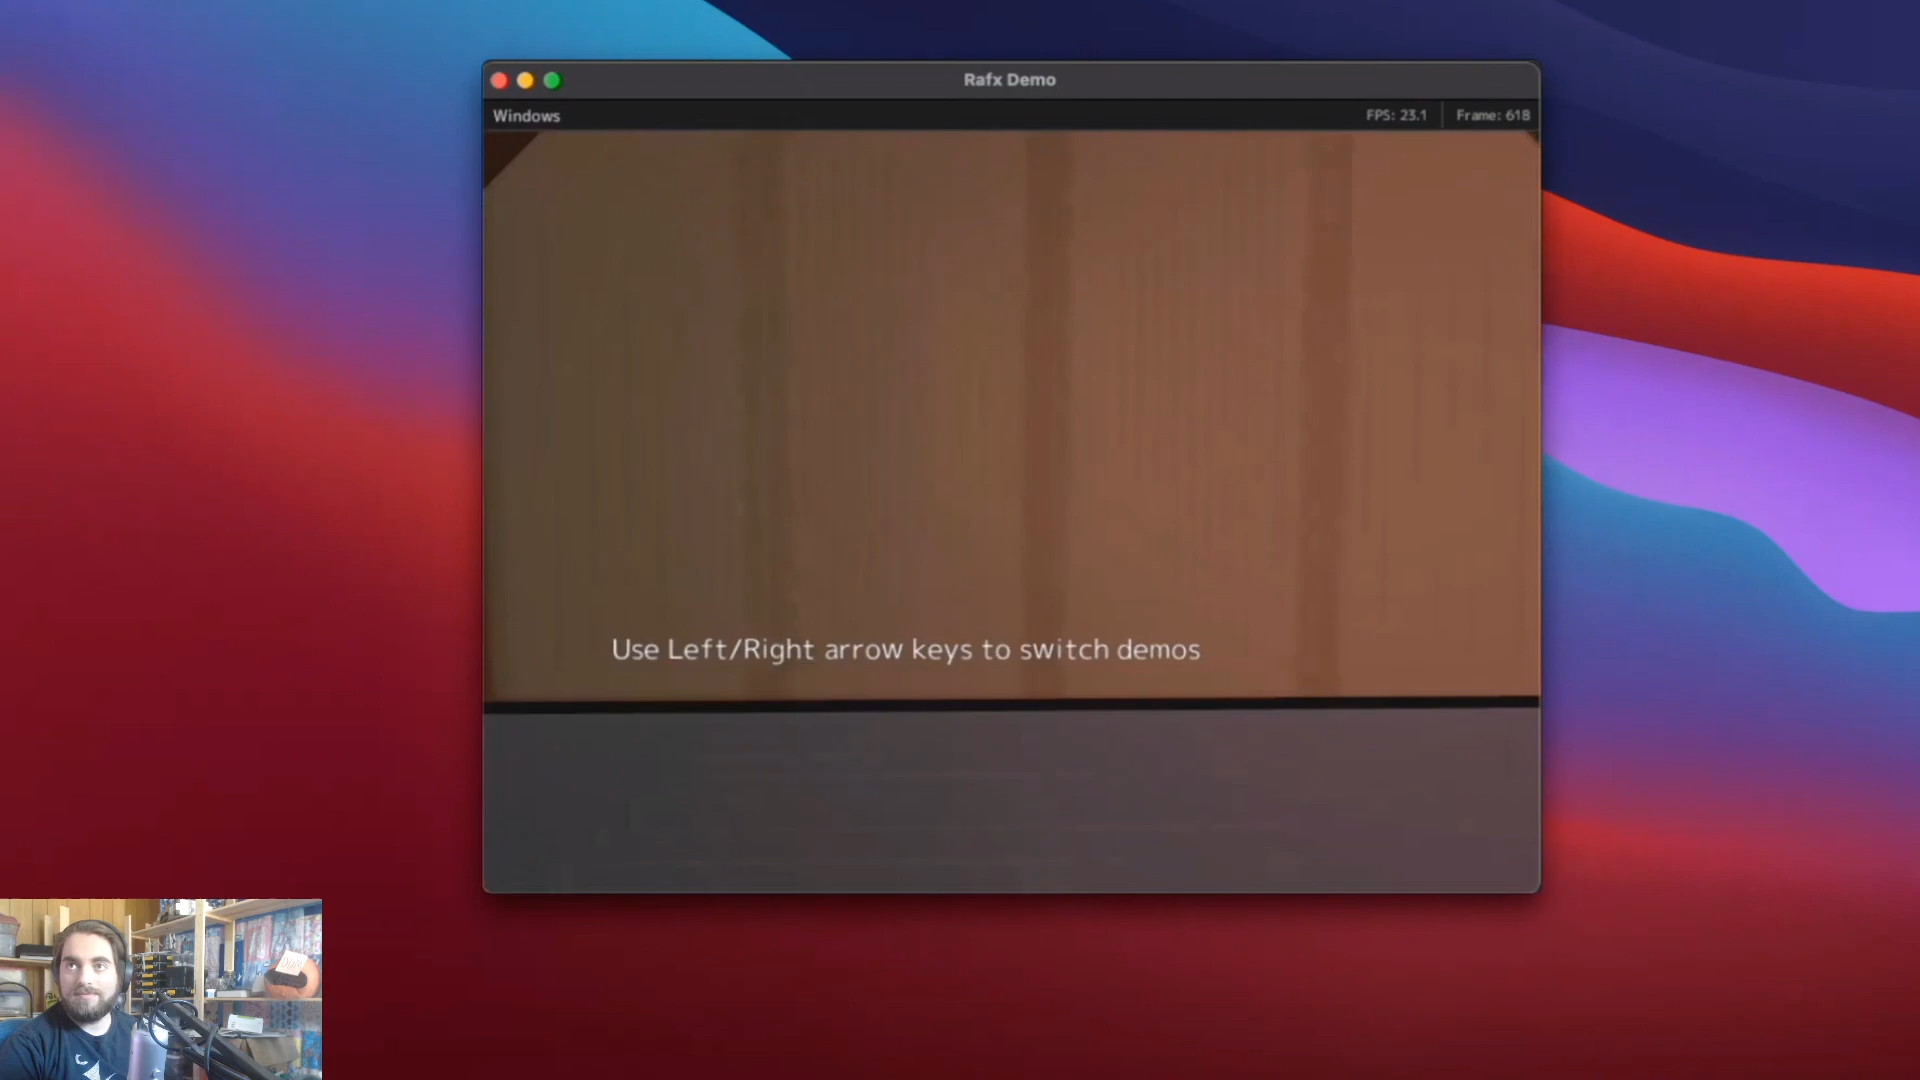 Rafx Demo
Windows
FPS: 23.1
Frame: 618
Use Left/Right arrow keys to switch demos